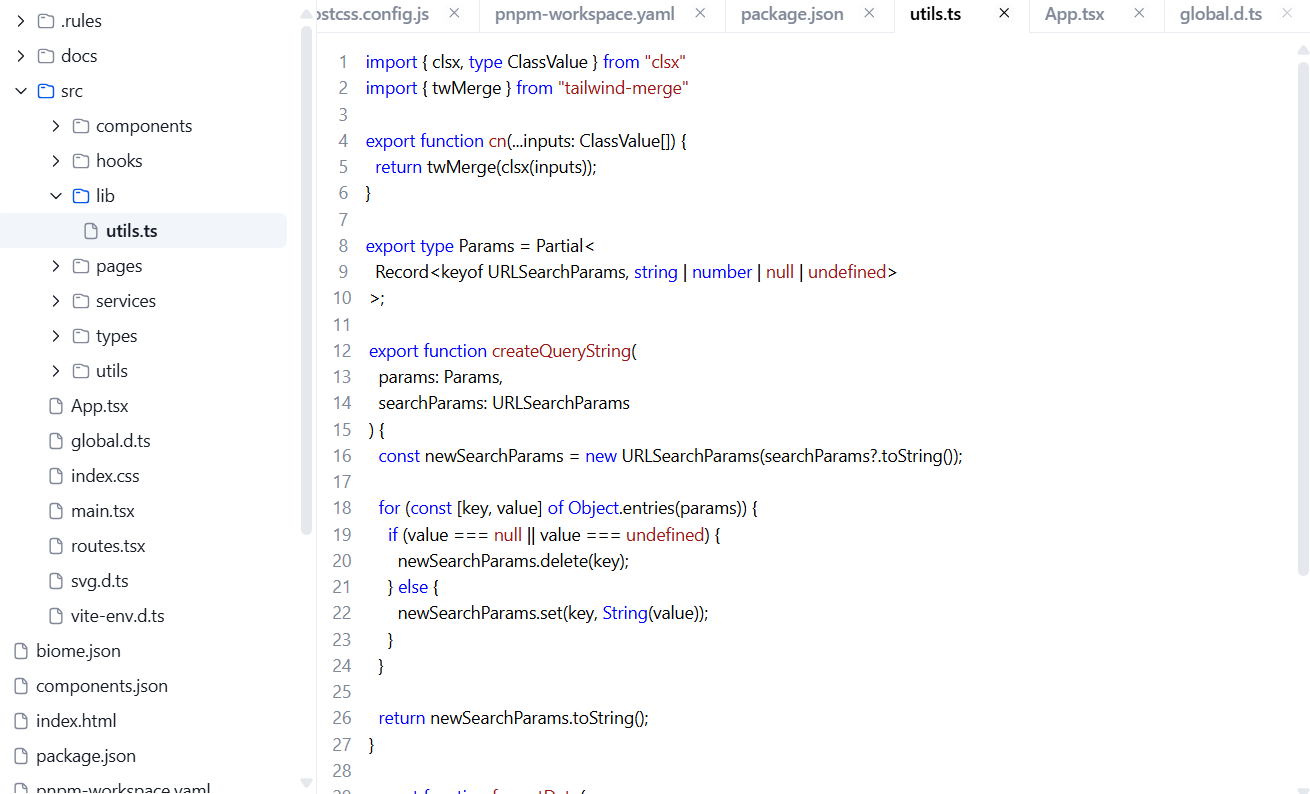 .rules
docs
src
components
hooks
lib
utils.ts
pages
services
types
utils
App.tsx
global.d.ts
index.css
main.tsx
routes.tsx
svg.d.ts
vite-env.d.ts
biome.json
components.json
index.html
package.json
pnpm-workspace.yaml
ostcss.config.js
pnpm-workspace.yaml
package.json
utils.ts
App.tsx
global.d.ts
1 import { clsx, type ClassValue } from "clsx"
2 import { twMerge } from "tailwind-merge"
3
4 export function cn(...inputs: ClassValue[]) {
5 return twMerge(clsx(inputs));
6 }
7
8 export type Params = Partial<
9 Record<keyof URLSearchParams, string | number | null | undefined>
10 >;
11
12 export function createQueryString(
13 params: Params,
14 searchParams: URLSearchParams
15 ) {
16 const newSearchParams = new URLSearchParams(searchParams?.toString());
17
18 for (const [key, value] of Object.entries(params)) {
19 if (value === null || value === undefined) {
20 newSearchParams.delete(key);
21 } else {
22 newSearchParams.set(key, String(value));
23 }
24 }
25
26 return newSearchParams.toString();
27 }
28